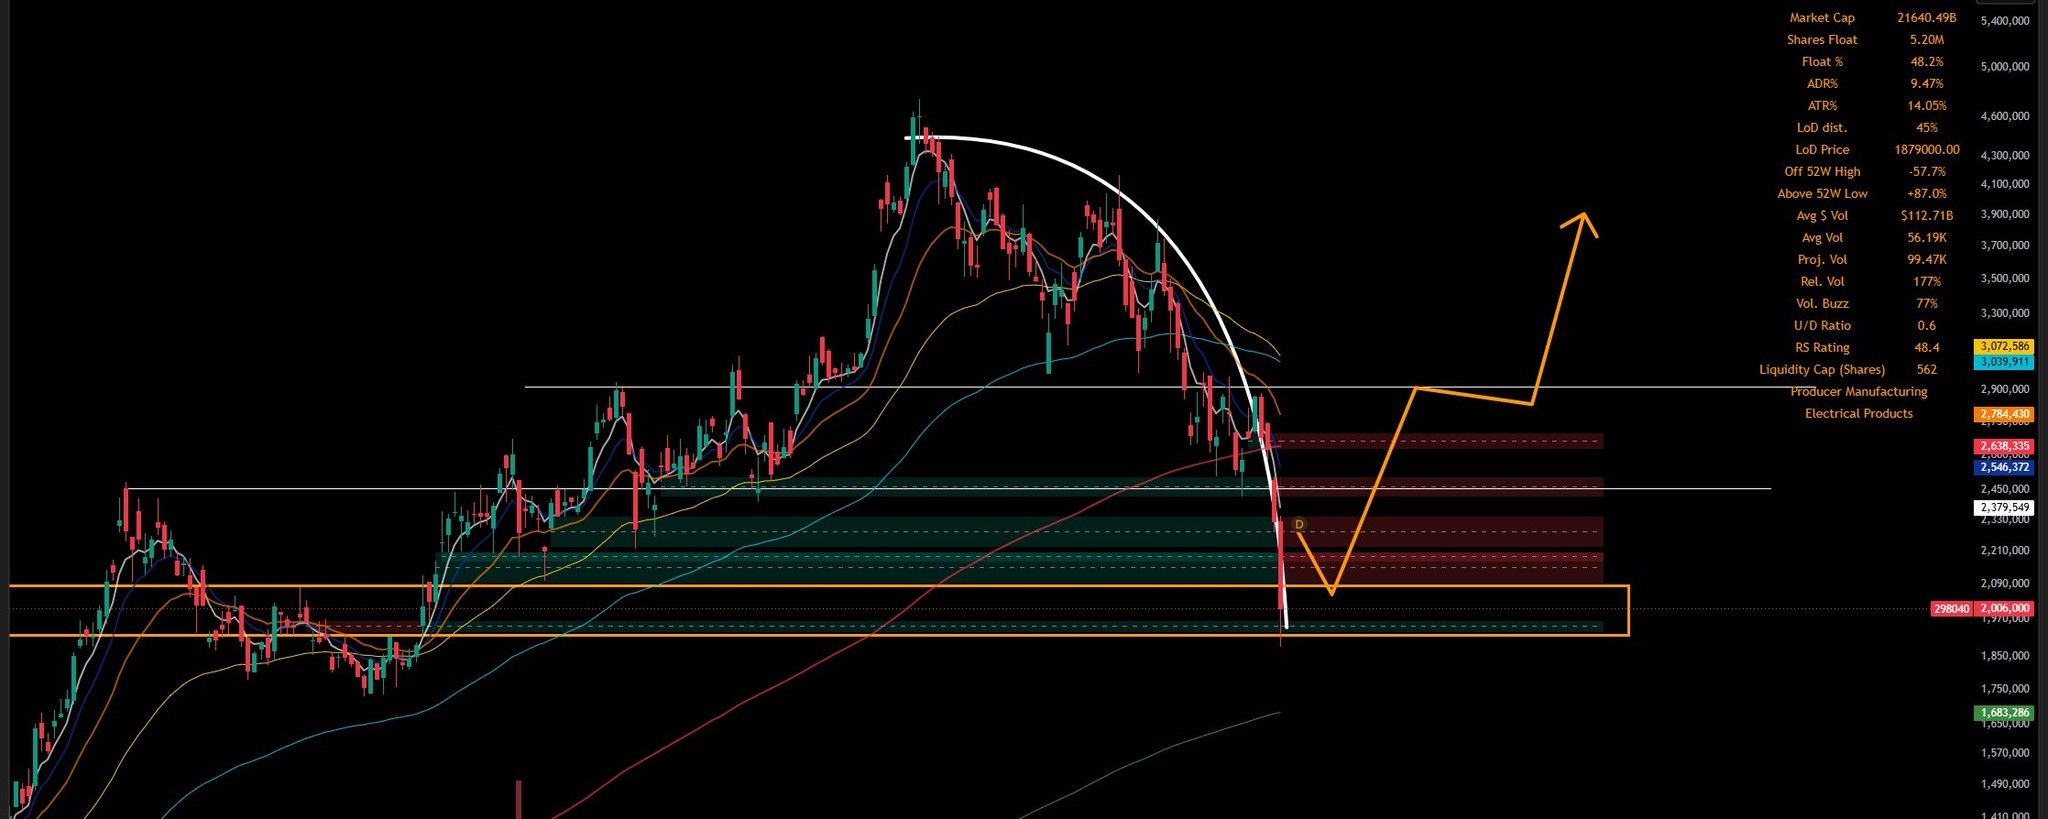 Market Cap 21640.49B
Shares Float 5.20M
Float % 48.2%
ADR% 9.47%
ATR% 14.05%
LoD dist. 45%
LoD Price 1879000.00
Off 52W High -57.7%
Above 52W Low +87.0%
Avg $ Vol $112.71B
Avg Vol 56.19K
Proj. Vol 99.47K
Rel. Vol 177%
Vol. Buzz 77%
U/D Ratio 0.6
RS Rating 48.4
Liquidity Cap (Shares) 562
Producer Manufacturing
Electrical Products
5,400,000
5,000,000
4,600,000
4,300,000
4,100,000
3,900,000
3,700,000
3,500,000
3,300,000
3,072,586
3,039,911
2,900,000
2,784,430
2,638,335
2,546,372
2,450,000
2,379,549
2,330,000
D
2,210,000
2,090,000
298040 2,006,000
1,970,000
1,850,000
1,750,000
1,683,286
1,650,000
1,570,000
1,490,000
1,410,000